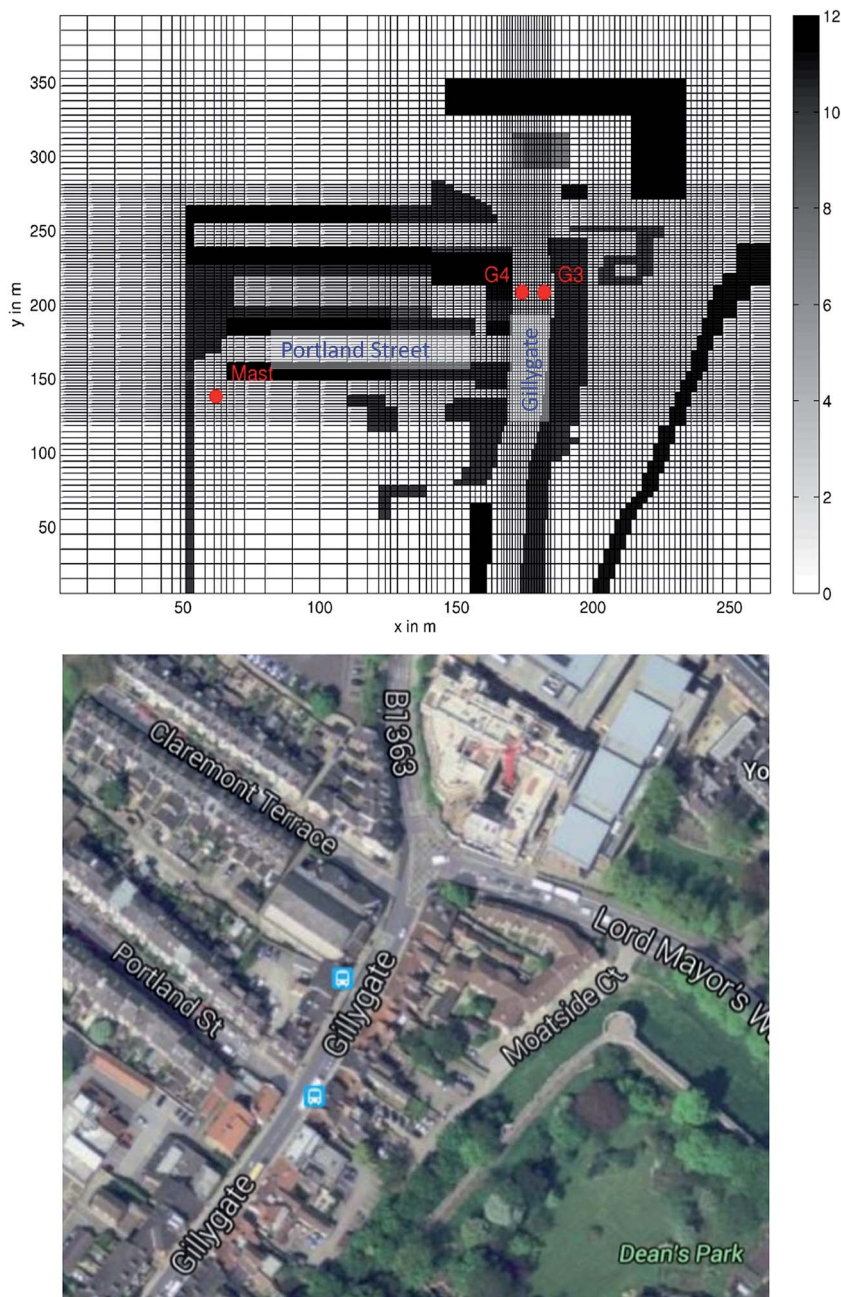 12
350
10
300
250
8
G4 G3
y in m
200
6
Portland Street
Gillygate
150
Mast
4
100
2
50
0
50 100 150 200 250
x in m
B1363
Claremont Terrace
Yo
Portland St
Gillygate
Lord Mayor's W
Moatside Ct
Gillygate
Dean's Park